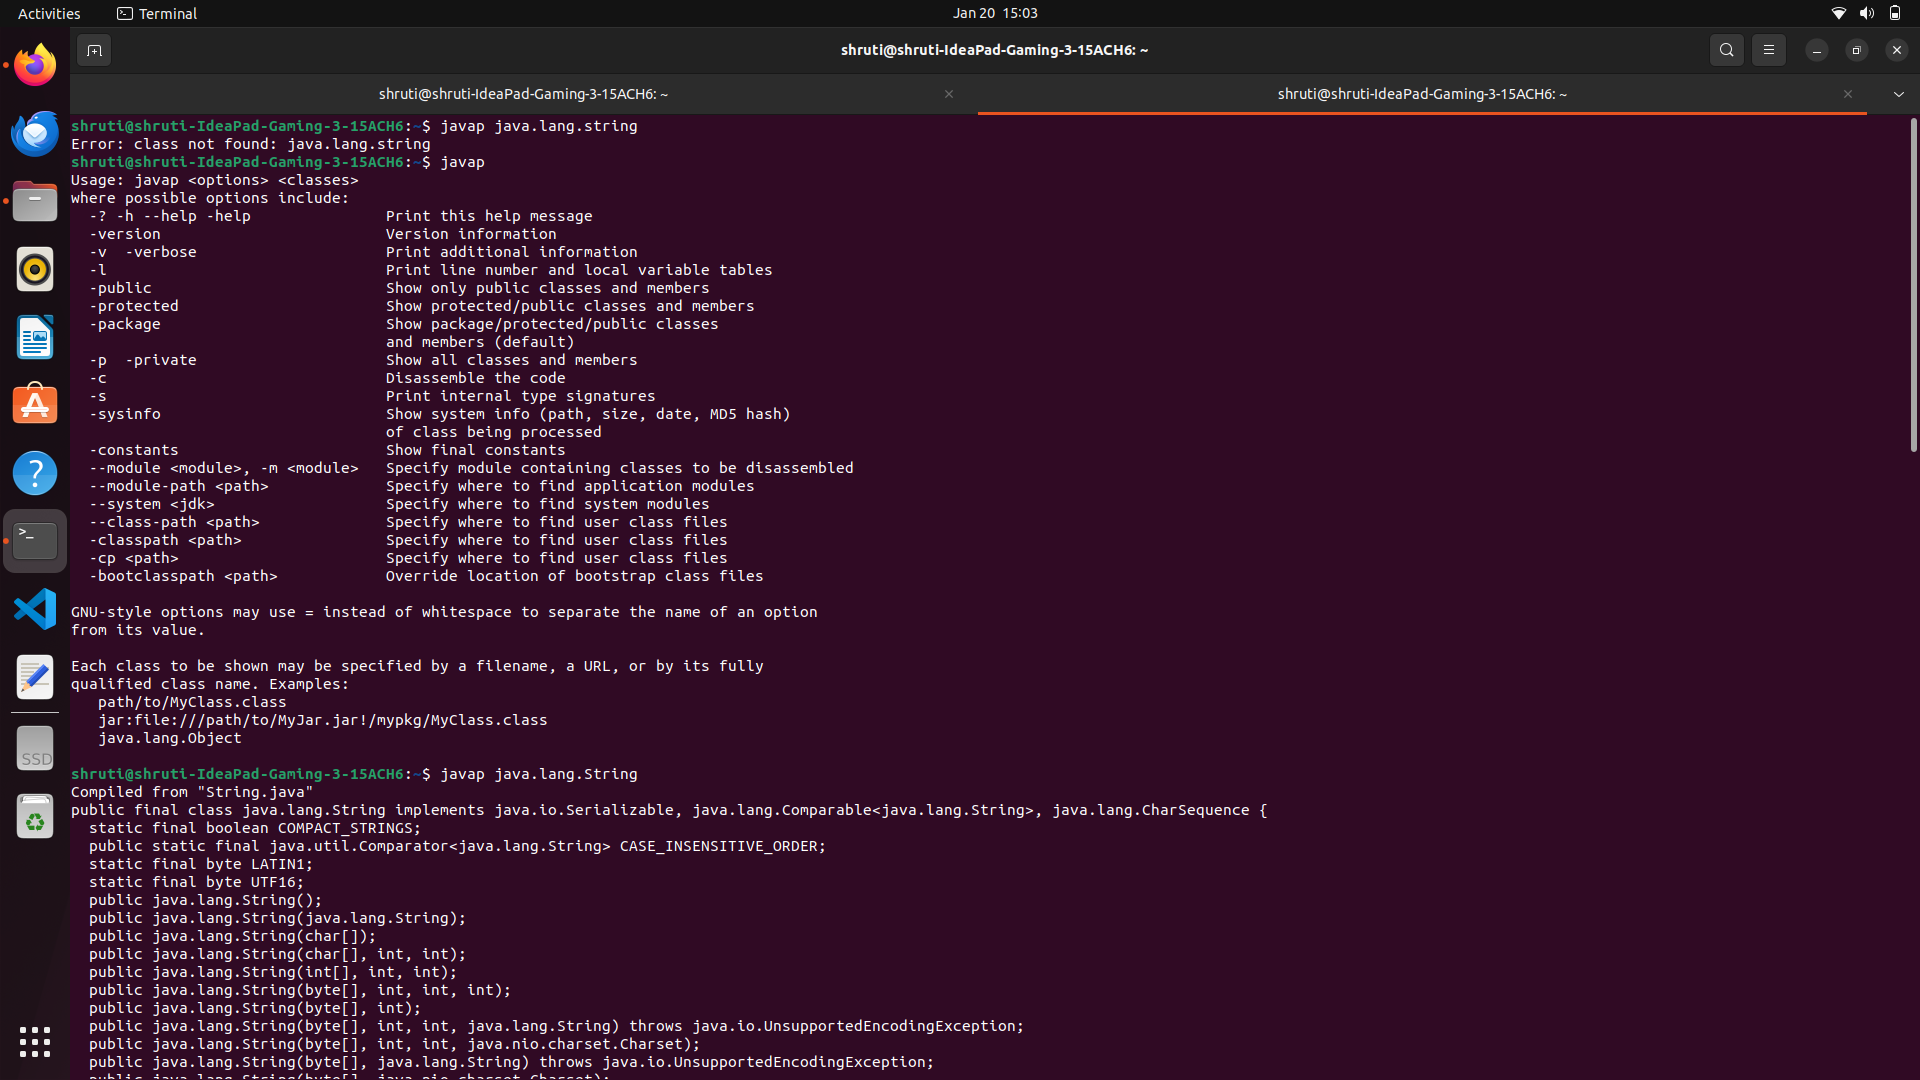 Activities
Terminal
Jan 20 15:03
shruti@shruti-IdeaPad-Gaming-3-15ACH6: ~
shruti@shruti-IdeaPad-Gaming-3-15ACH6: ~
shruti@shruti-IdeaPad-Gaming-3-15ACH6: ~
shruti@shruti-IdeaPad-Gaming-3-15ACH6:~$ javap java.lang.string
Error: class not found: java.lang.string
shruti@shruti-IdeaPad-Gaming-3-15ACH6:~$ javap
Usage: javap <options> <classes>
where possible options include:
  -? -h --help -help               Print this help message
  -version                         Version information
  -v  -verbose                     Print additional information
  -l                               Print line number and local variable tables
  -public                          Show only public classes and members
  -protected                       Show protected/public classes and members
  -package                         Show package/protected/public classes
                                   and members (default)
  -p  -private                     Show all classes and members
  -c                               Disassemble the code
  -s                               Print internal type signatures
  -sysinfo                         Show system info (path, size, date, MD5 hash)
                                   of class being processed
  -constants                       Show final constants
  --module <module>, -m <module>   Specify module containing classes to be disassembled
  --module-path <path>             Specify where to find application modules
  --system <jdk>                   Specify where to find system modules
  --class-path <path>              Specify where to find user class files
  -classpath <path>                Specify where to find user class files
  -cp <path>                       Specify where to find user class files
  -bootclasspath <path>            Override location of bootstrap class files

GNU-style options may use = instead of whitespace to separate the name of an option
from its value.

Each class to be shown may be specified by a filename, a URL, or by its fully
qualified class name. Examples:
   path/to/MyClass.class
   jar:file:///path/to/MyJar.jar!/mypkg/MyClass.class
   java.lang.Object

shruti@shruti-IdeaPad-Gaming-3-15ACH6:~$ javap java.lang.String
Compiled from "String.java"
public final class java.lang.String implements java.io.Serializable, java.lang.Comparable<java.lang.String>, java.lang.CharSequence {
  static final boolean COMPACT_STRINGS;
  public static final java.util.Comparator<java.lang.String> CASE_INSENSITIVE_ORDER;
  static final byte LATIN1;
  static final byte UTF16;
  public java.lang.String();
  public java.lang.String(java.lang.String);
  public java.lang.String(char[]);
  public java.lang.String(char[], int, int);
  public java.lang.String(int[], int, int);
  public java.lang.String(byte[], int, int, int);
  public java.lang.String(byte[], int);
  public java.lang.String(byte[], int, int, java.lang.String) throws java.io.UnsupportedEncodingException;
  public java.lang.String(byte[], int, int, java.nio.charset.Charset);
  public java.lang.String(byte[], java.lang.String) throws java.io.UnsupportedEncodingException;
  public java.lang.String(byte[], java.nio.charset.Charset);
SSD